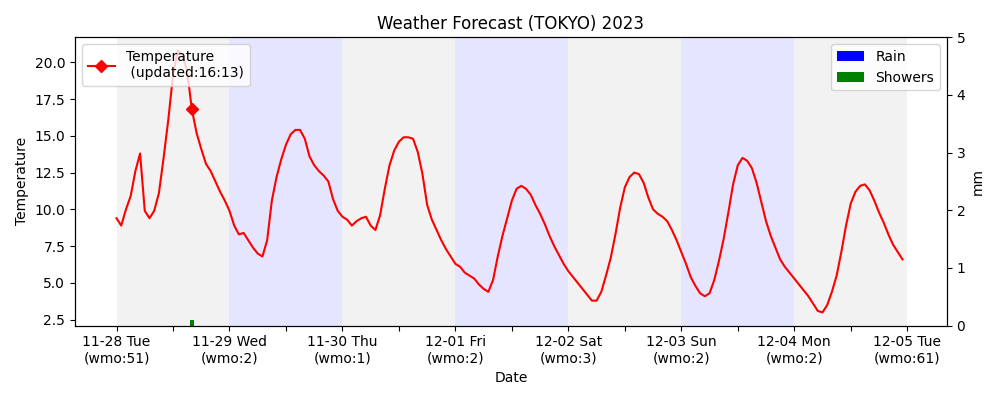 Weather Forecast (TOKYO) 2023
Temperature
(updated:16:13)
Rain
Showers
20.0
17.5
15.0
12.5
10.0
7.5
5.0
2.5
Temperature
5
4
3
2
1
0
mm
11-28 Tue
(wmo:51)
11-29 Wed
(wmo:2)
11-30 Thu
(wmo:1)
12-01 Fri
(wmo:2)
12-02 Sat
(wmo:3)
12-03 Sun
(wmo:2)
12-04 Mon
(wmo:2)
12-05 Tue
(wmo:61)
Date